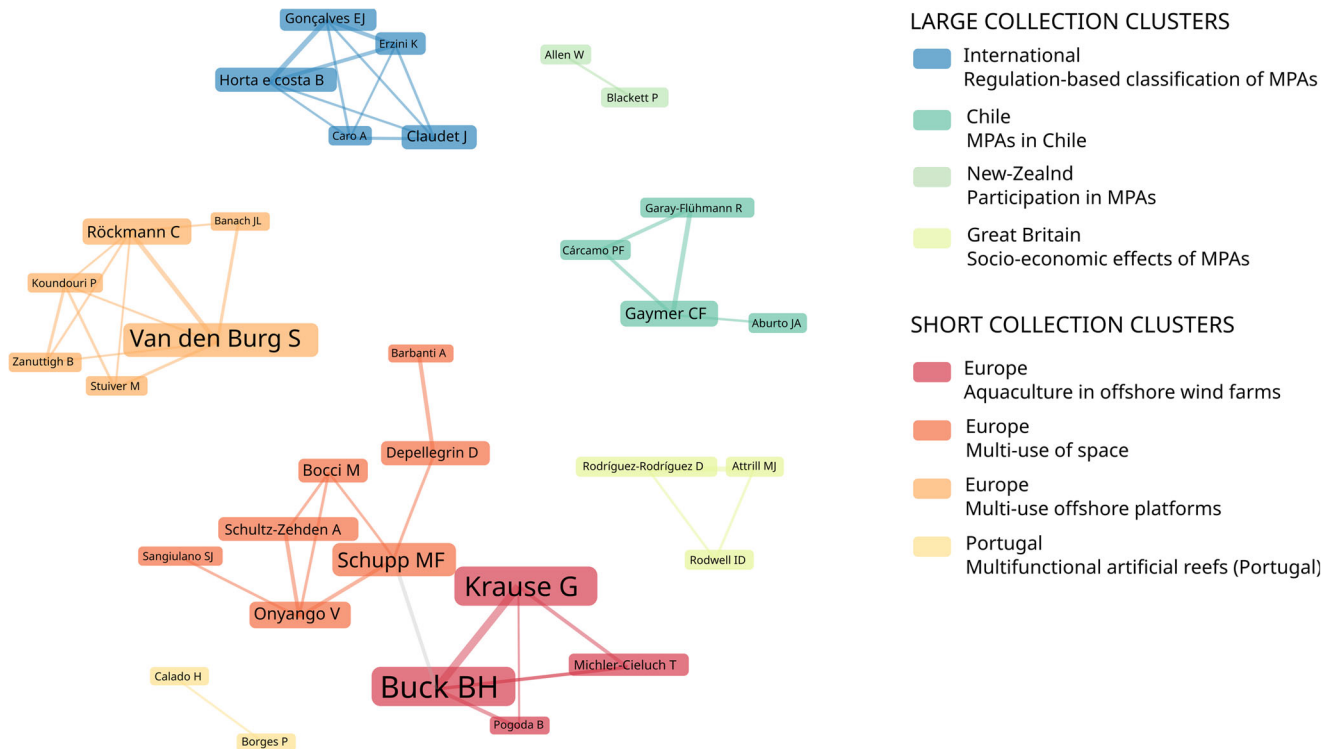 Gonçalves EJ
Erzini K
Horta e costa B
Caro A
Claudet J
Allen W
Blackett P
Röckmann C
Banach JL
Koundouri P
Van den Burg S
Zanuttigh B
Stuiver M
Garay-Flühmann R
Cárcamo PF
Gaymer CF
Aburto JA
Barbanti A
Depellegrin D
Bocci M
Schultz-Zehden A
Sangiulano SJ
Schupp MF
Onyango V
Rodríguez-Rodríguez D
Attrill MJ
Rodwell ID
Krause G
Michler-Cieluch T
Buck BH
Pogoda B
Calado H
Borges P
LARGE COLLECTION CLUSTERS
International
Regulation-based classification of MPAs
Chile
MPAs in Chile
New-Zealnd
Participation in MPAs
Great Britain
Socio-economic effects of MPAs
SHORT COLLECTION CLUSTERS
Europe
Aquaculture in offshore wind farms
Europe
Multi-use of space
Europe
Multi-use offshore platforms
Portugal
Multifunctional artificial reefs (Portugal)